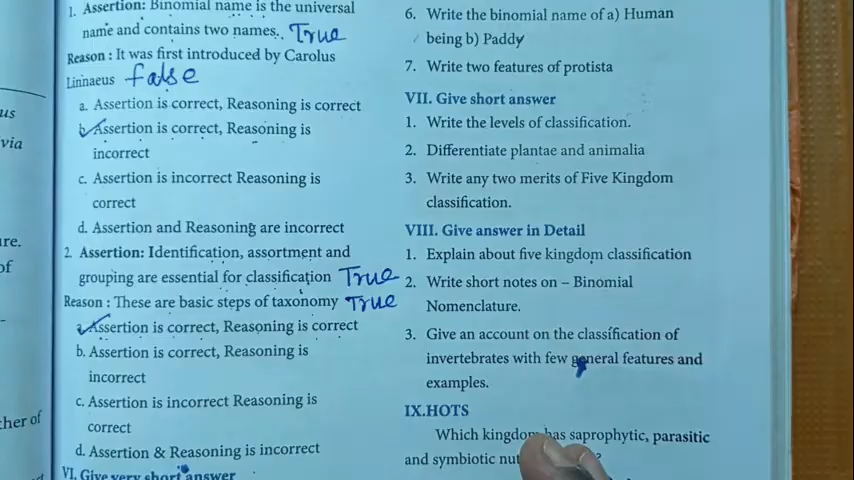 1. Assertion: Binomial name is the universal
name and contains two names. True
Reason : It was first introduced by Carolus
Linnaeus false
a. Assertion is correct, Reasoning is correct
b. Assertion is correct, Reasoning is
incorrect
c. Assertion is incorrect Reasoning is
correct
d. Assertion and Reasoning are incorrect
2. Assertion: Identification, assortment and
grouping are essential for classification True
Reason : These are basic steps of taxonomy True
a. Assertion is correct, Reasoning is correct
b. Assertion is correct, Reasoning is
incorrect
c. Assertion is incorrect Reasoning is
correct
d. Assertion & Reasoning is incorrect
VI. Give very short answer
6. Write the binomial name of a) Human
being b) Paddy
7. Write two features of protista
VII. Give short answer
1. Write the levels of classification.
2. Differentiate plantae and animalia
3. Write any two merits of Five Kingdom
classification.
VIII. Give answer in Detail
1. Explain about five kingdom classification
2. Write short notes on – Binomial
Nomenclature.
3. Give an account on the classification of
invertebrates with few general features and
examples.
IX.HOTS
Which kingdom has saprophytic, parasitic
and symbiotic
us
via
re.
of
ther of